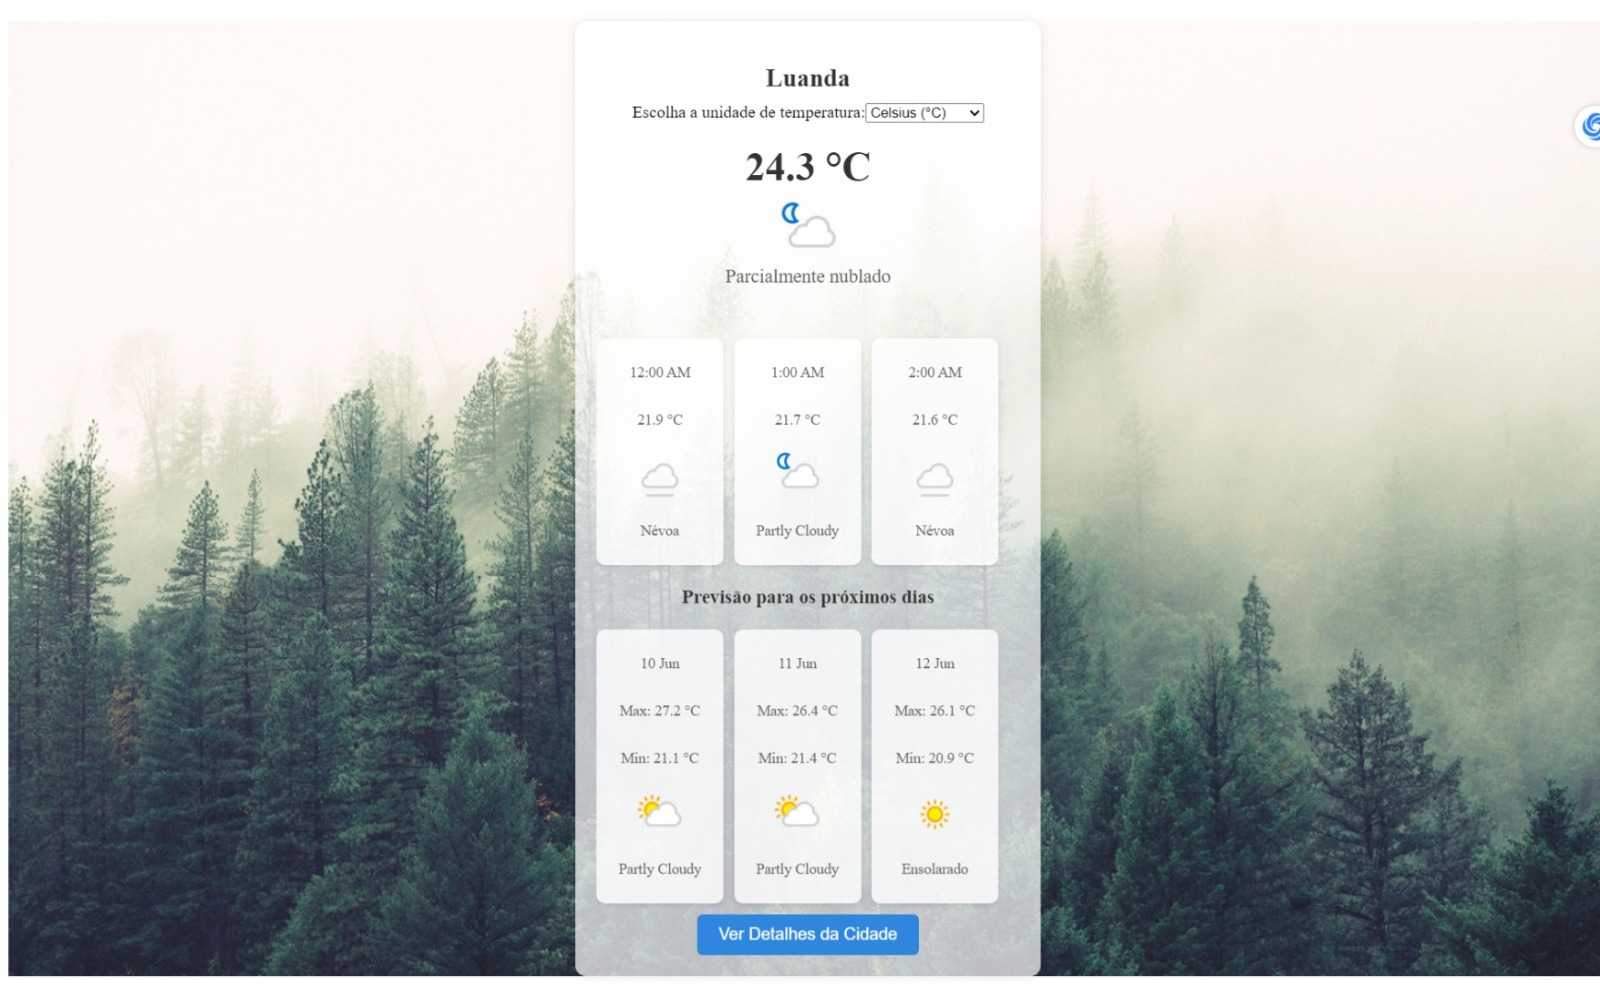 Luanda
Escolha a unidade de temperatura: Celsius (°C)
24.3 °C
Parcialmente nublado
12:00 AM
21.9 °C
Névoa
1:00 AM
21.7 °C
Partly Cloudy
2:00 AM
21.6 °C
Névoa
Previsão para os próximos dias
10 Jun
Max: 27.2 °C
Min: 21.1 °C
Partly Cloudy
11 Jun
Max: 26.4 °C
Min: 21.4 °C
Partly Cloudy
12 Jun
Max: 26.1 °C
Min: 20.9 °C
Ensolarado
Ver Detalhes da Cidade